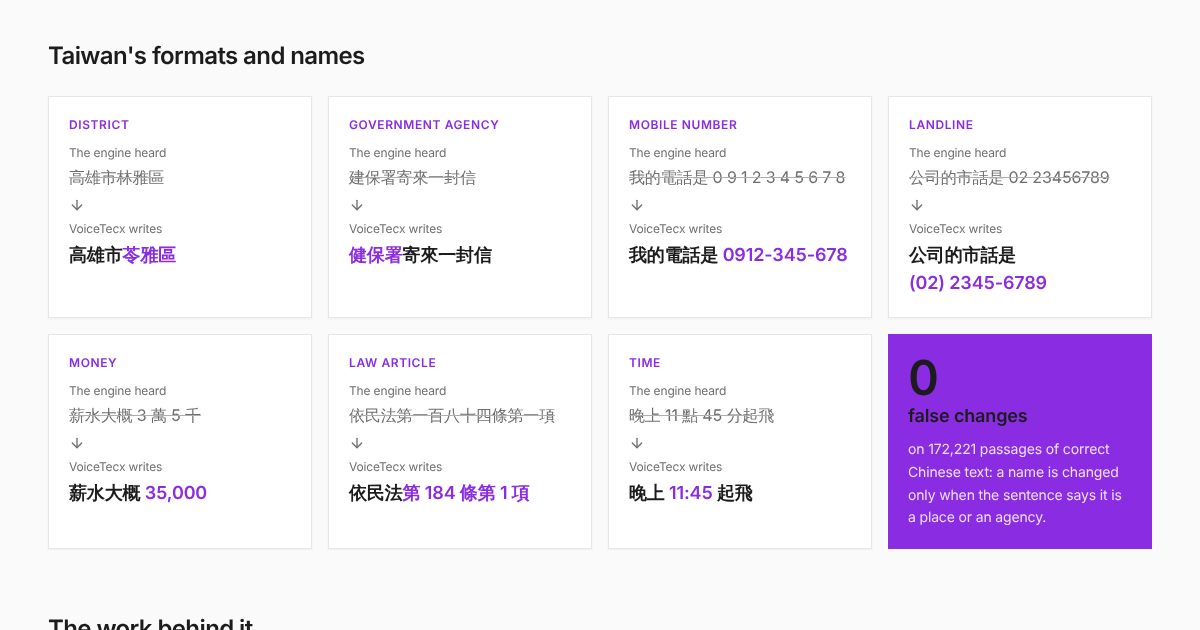 Taiwan's formats and names
DISTRICT
The engine heard
高雄市林雅區
↓
VoiceTecx writes
高雄市苓雅區
GOVERNMENT AGENCY
The engine heard
建保署寄來一封信
↓
VoiceTecx writes
健保署寄來一封信
MOBILE NUMBER
The engine heard
我的電話是 0 9 1 2 3 4 5 6 7 8
↓
VoiceTecx writes
我的電話是 0912-345-678
LANDLINE
The engine heard
公司的市話是 02 23456789
↓
VoiceTecx writes
公司的市話是
(02) 2345-6789
MONEY
The engine heard
薪水大概 3 萬 5 千
↓
VoiceTecx writes
薪水大概 35,000
LAW ARTICLE
The engine heard
依民法第一百八十四條第一項
↓
VoiceTecx writes
依民法第 184 條第 1 項
TIME
The engine heard
晚上 11 點 45 分起飛
↓
VoiceTecx writes
晚上 11:45 起飛
0
false changes
on 172,221 passages of correct
Chinese text: a name is changed
only when the sentence says it is
a place or an agency.
The work behind it